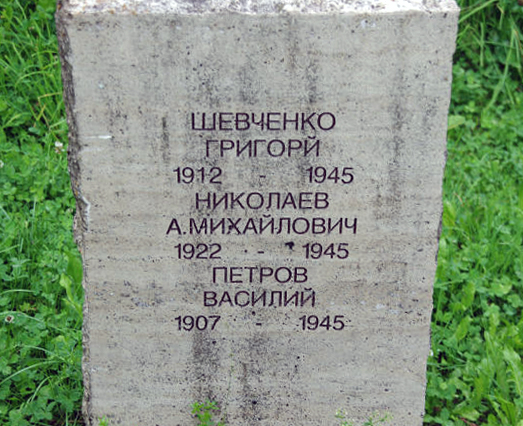 ШЕВЧЕНКО
ГРИГОРЙ
1912 - 1945
НИКОЛАЕВ
А.МИХАЙЛОВИЧ
1922 - 1945
ПЕТРОВ
ВАСИЛИЙ
1907 - 1945